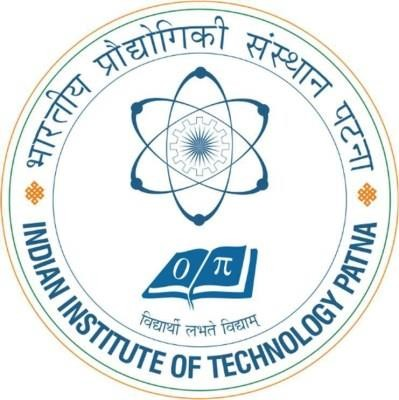 भारतीय प्रौद्योगिकी संस्थान पटना
0 π
विद्यार्थी लभते विद्याम्
INDIAN INSTITUTE OF TECHNOLOGY PATNA